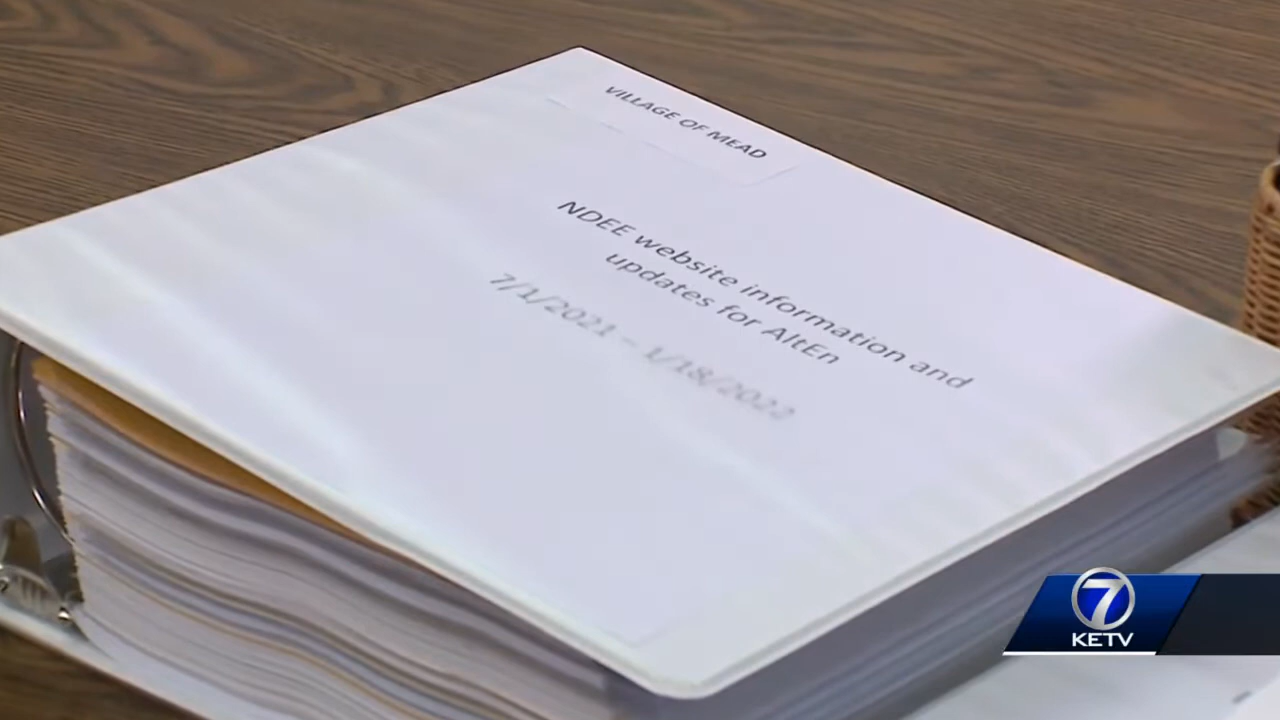 VILLAGE OF MEAD
NDEE website information and
updates for AltEn
7/1/2021 – 1/18/2022
7
KETV